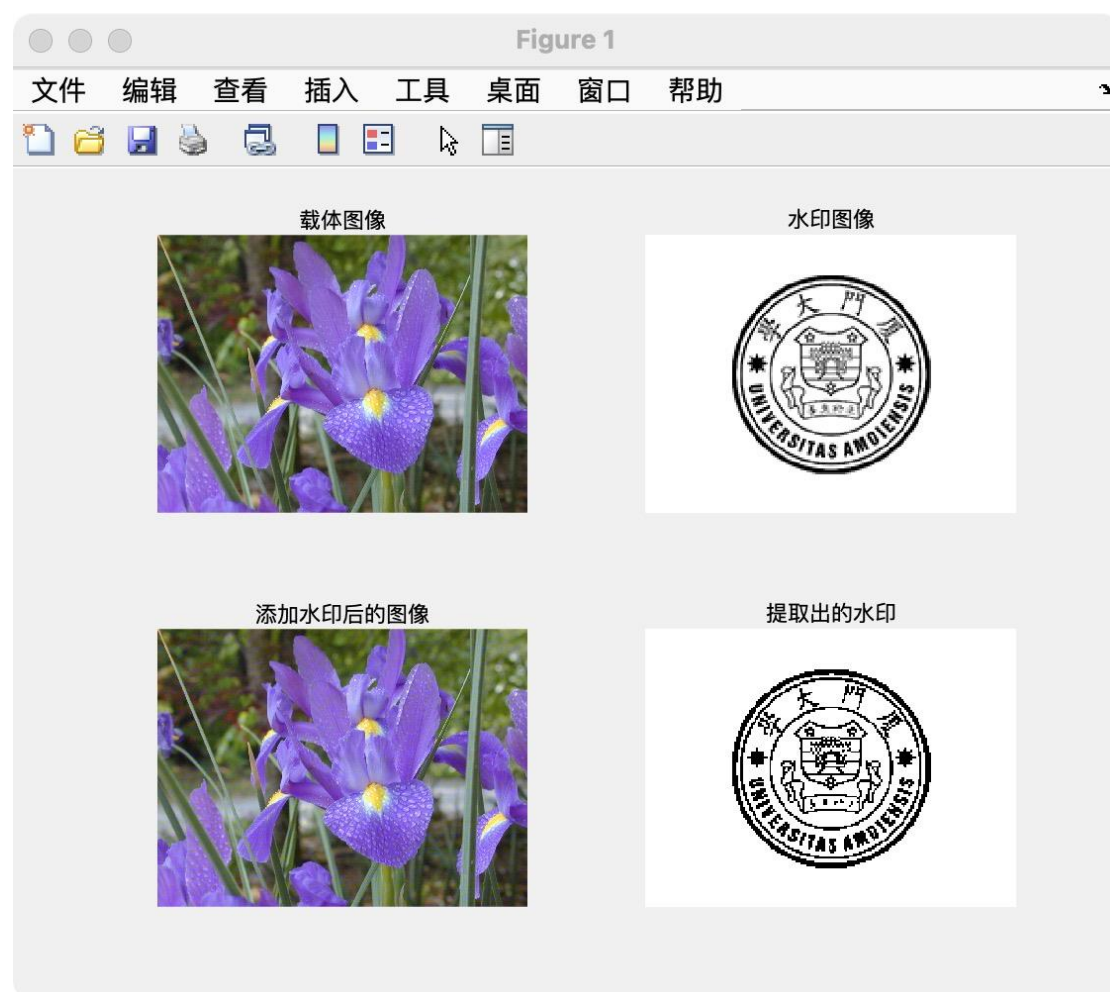 Figure 1
文件 编辑 查看 插入 工具 桌面 窗口 帮助
载体图像
水印图像
大門厦
UNIVERSITAS AMOIENSIS
添加水印后的图像
提取出的水印
大門厦
UNIVERSITAS AMOIENSIS